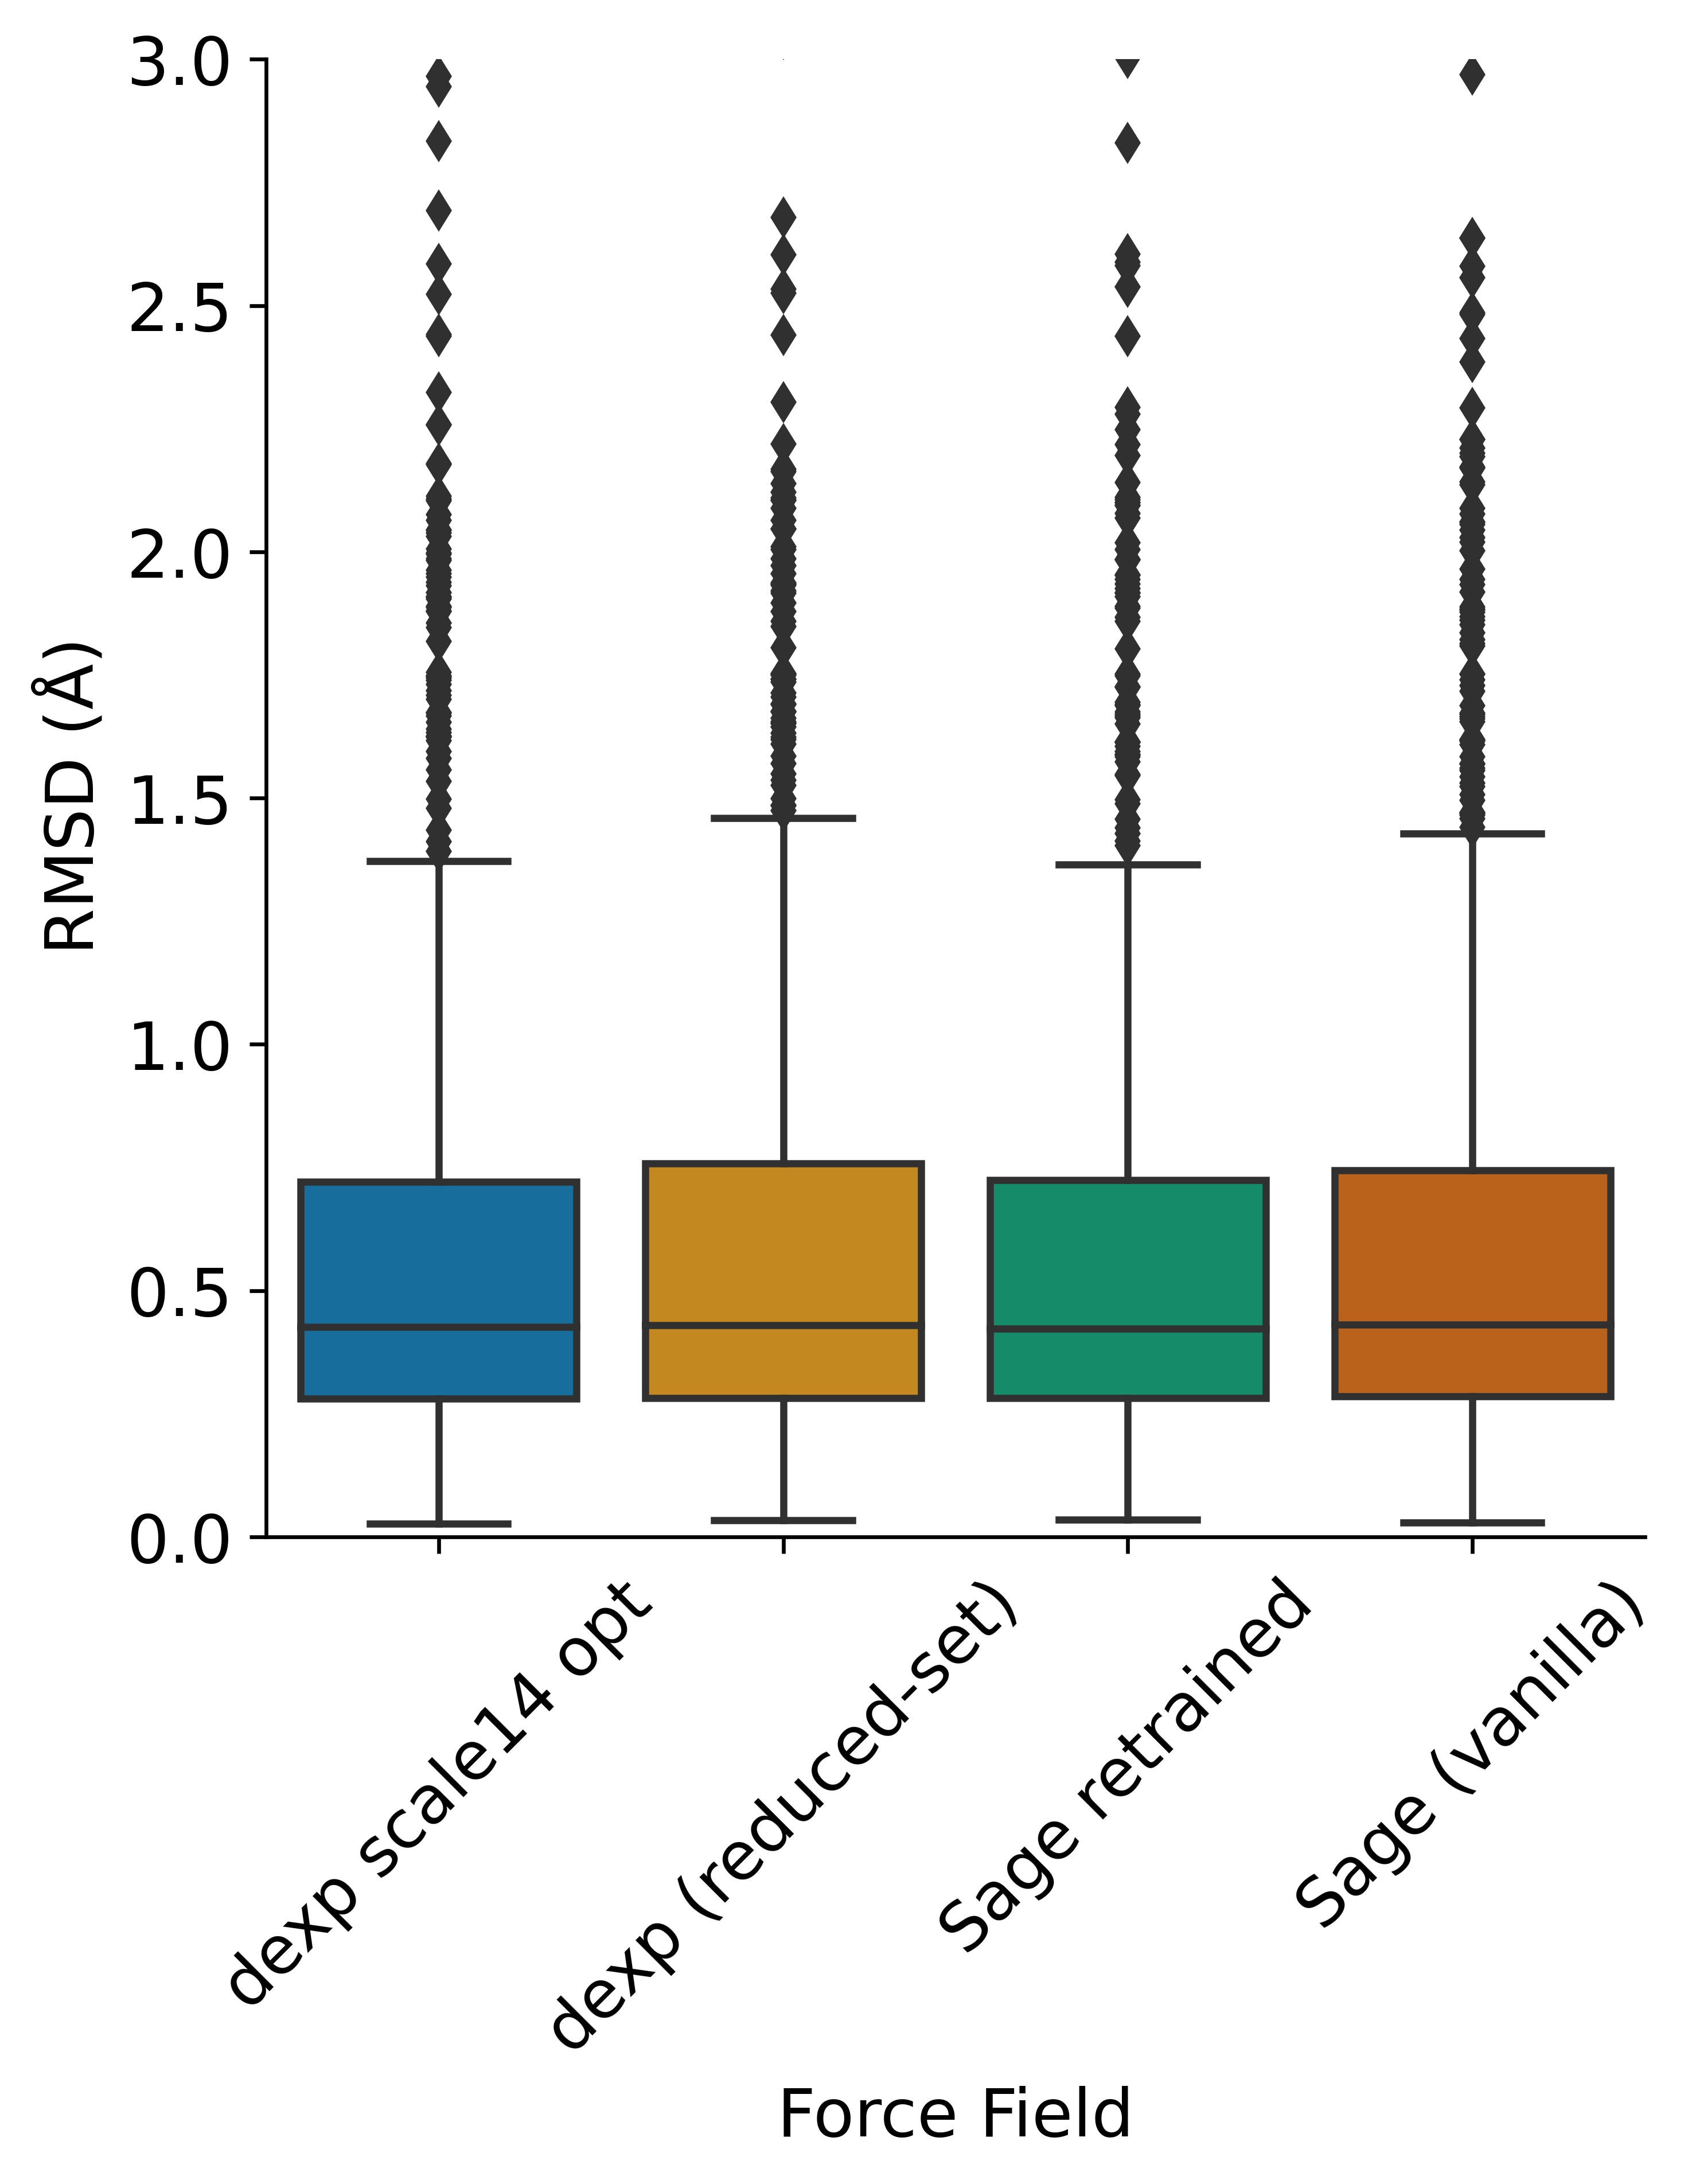 3.0
2.5
2.0
1.5
1.0
0.5
0.0
RMSD (Å)
dexp scale14 opt
dexp (reduced-set)
Sage retrained
Sage (vanilla)
Force Field